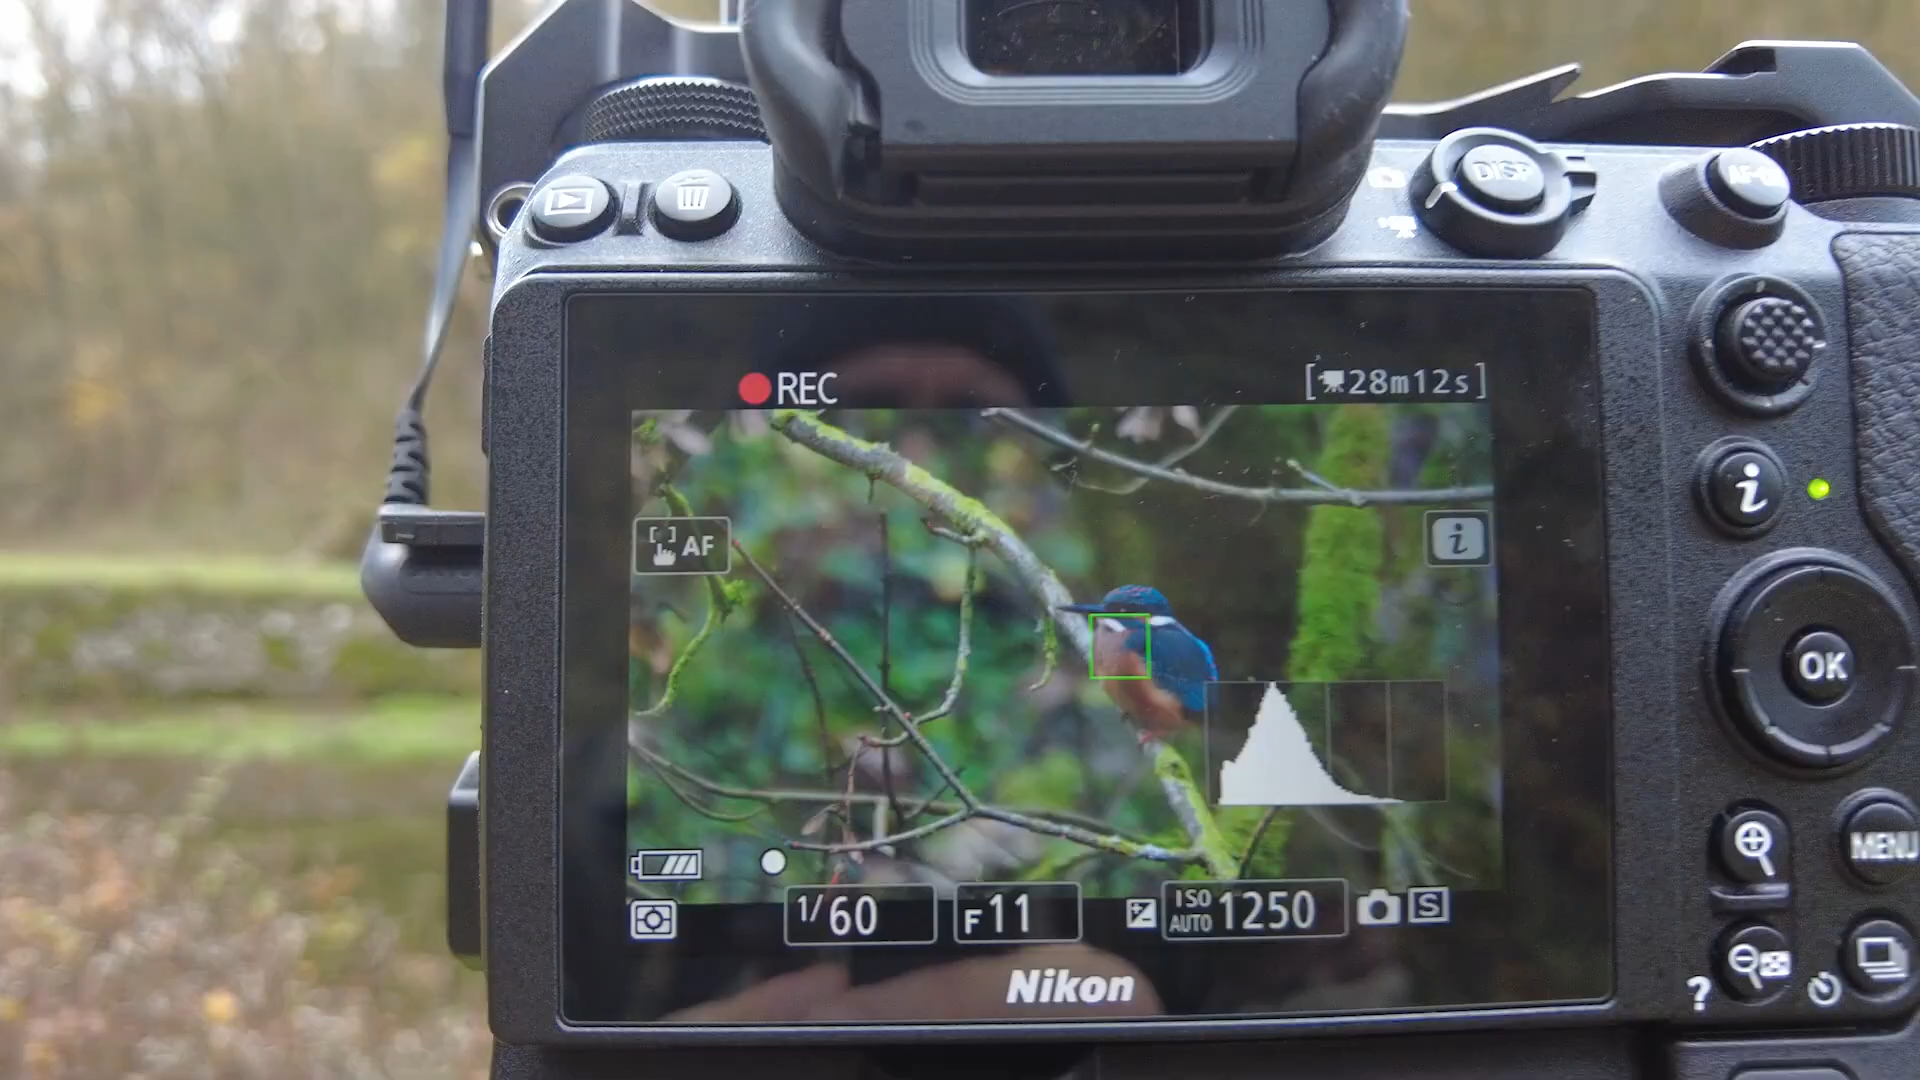 DISP
REC
[28m12s]
i
AF
i
OK
MENU
1/60
F11
ISO AUTO 1250
S
Nikon
?